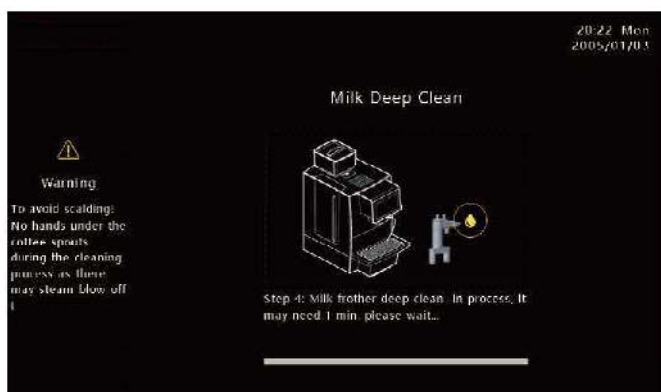 20:22 Mon
2005/01/03
Milk Deep Clean
Warning
To avoid scalding!
No hands under the
coffee spouts
during the cleaning
process as there
may steam blow off
!
Step 4: Milk frother deep clean in process, It
may need 1 min, please wait...